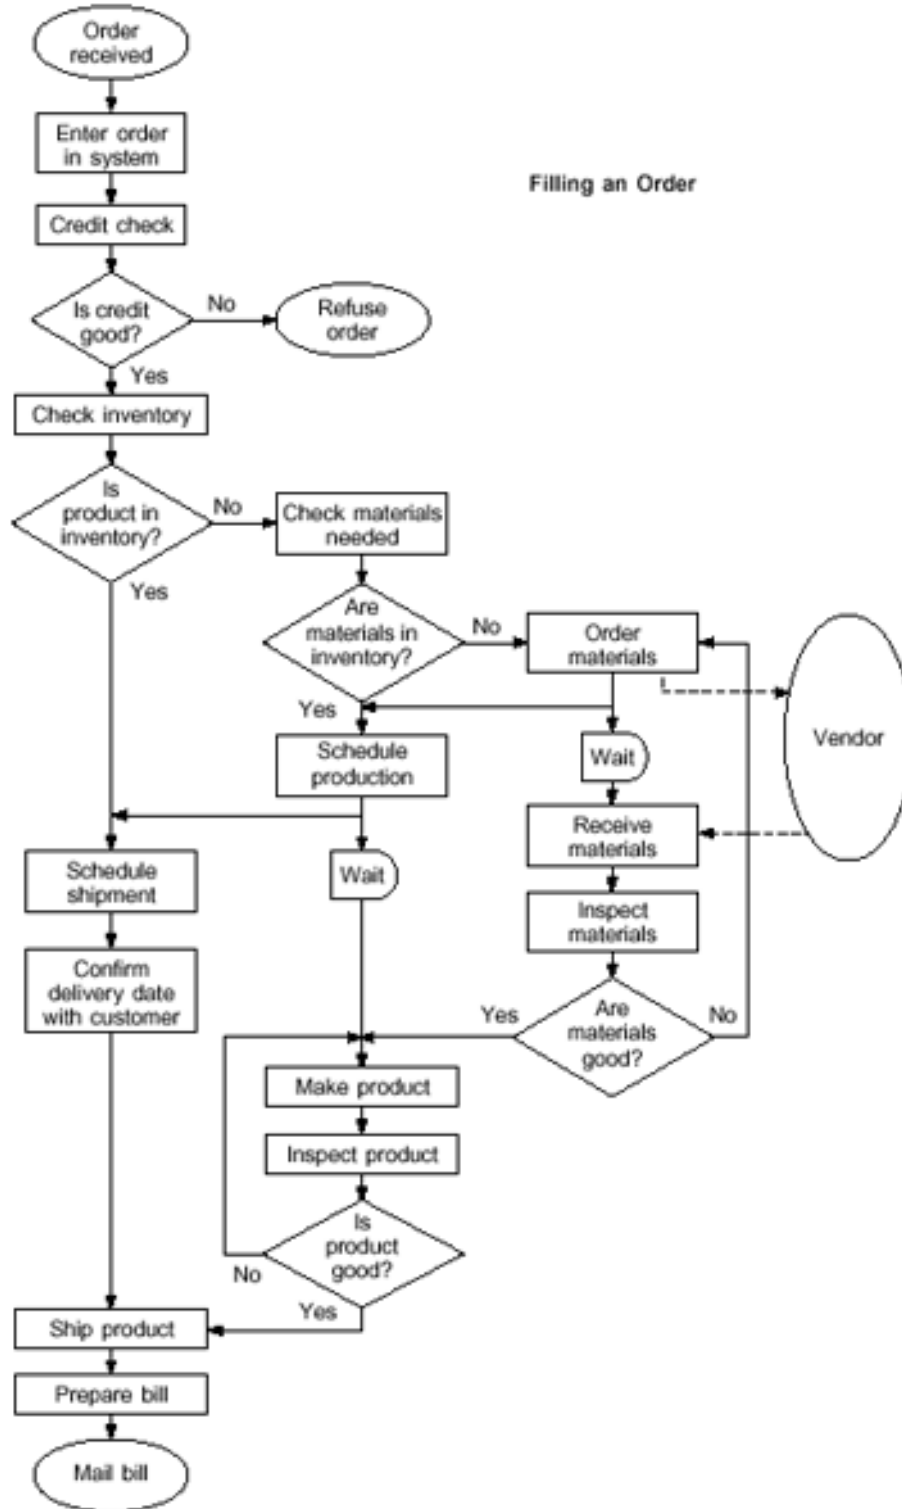 Order
received
Enter order
in system
Filling an Order
Credit check
Is credit
good?
No
Refuse
order
Yes
Check inventory
Is
product in
inventory?
No
Check materials
needed
Yes
Are
materials in
inventory?
No
Order
materials
Yes
Schedule
production
Wait
Vendor
Receive
materials
Schedule
shipment
Wait
Inspect
materials
Confirm
delivery date
with customer
Yes
Are
materials
good?
No
Make product
Inspect product
Is
product
good?
No
Yes
Ship product
Prepare bill
Mail bill